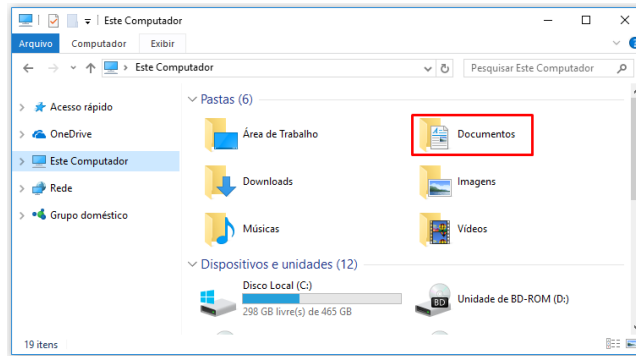 Este Computador
Arquivo Computador Exibir
Este Computador Pesquisar Este Computador
Acesso rápido
OneDrive
Este Computador
Rede
Grupo doméstico
Pastas (6)
Área de Trabalho Documentos
Downloads Imagens
Músicas Vídeos
Dispositivos e unidades (12)
Disco Local (C:)
298 GB livre(s) de 465 GB
BD Unidade de BD-ROM (D:)
19 itens